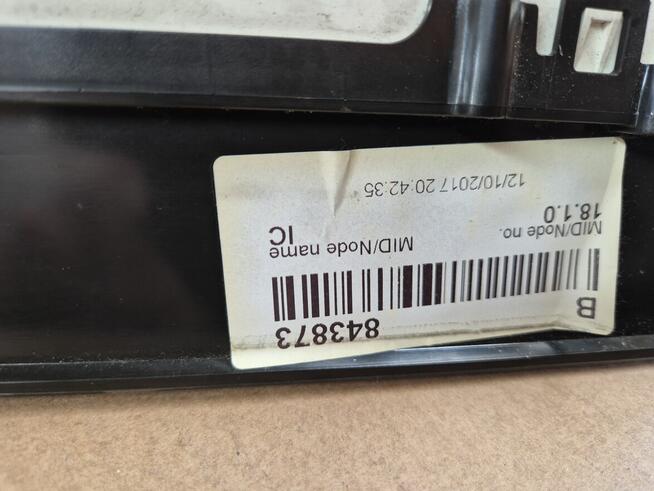 B 843873
MID/Node no. MID/Node name
18.1.0 IC
12/10/2017 20:42:35